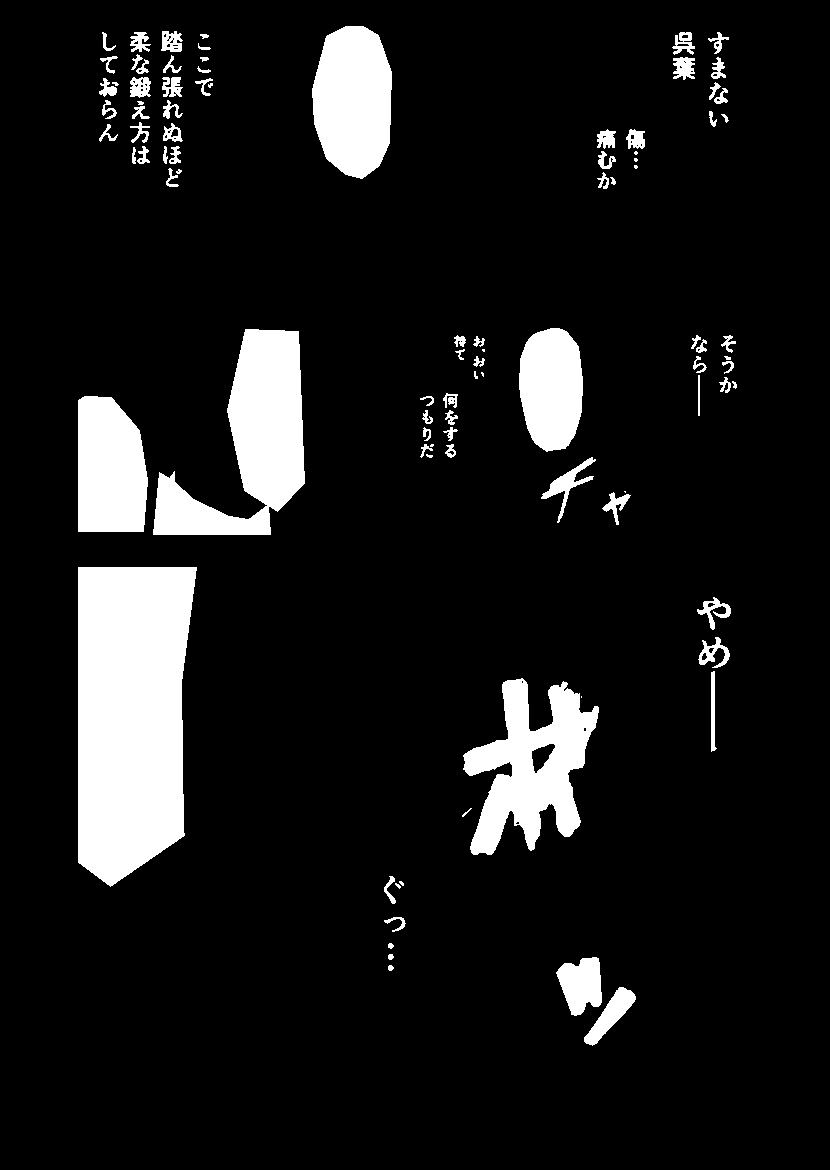 すまない
呉葉
傷…
痛むか
ここで
踏ん張れぬほど
柔な鍛え方は
しておらん
そうか
なら――
チャ
お、おい
待て
何をする
つもりだ
やめ――
ぐっ…